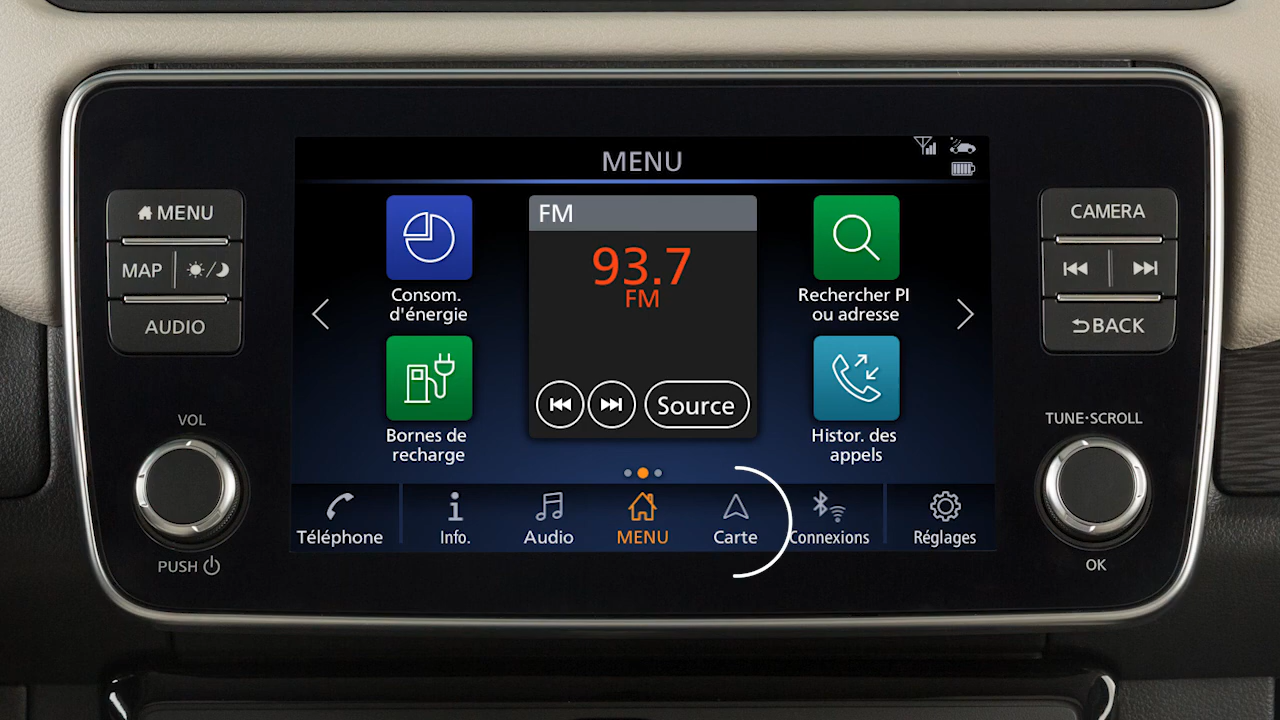 MENU
MENU
MAP
AUDIO
VOL
PUSH
Consom.
d'énergie
Bornes de
recharge
FM
93.7
FM
Source
Rechercher PI
ou adresse
Histor. des
appels
Téléphone
Info.
Audio
MENU
Carte
Connexions
Réglages
CAMERA
BACK
TUNE·SCROLL
OK